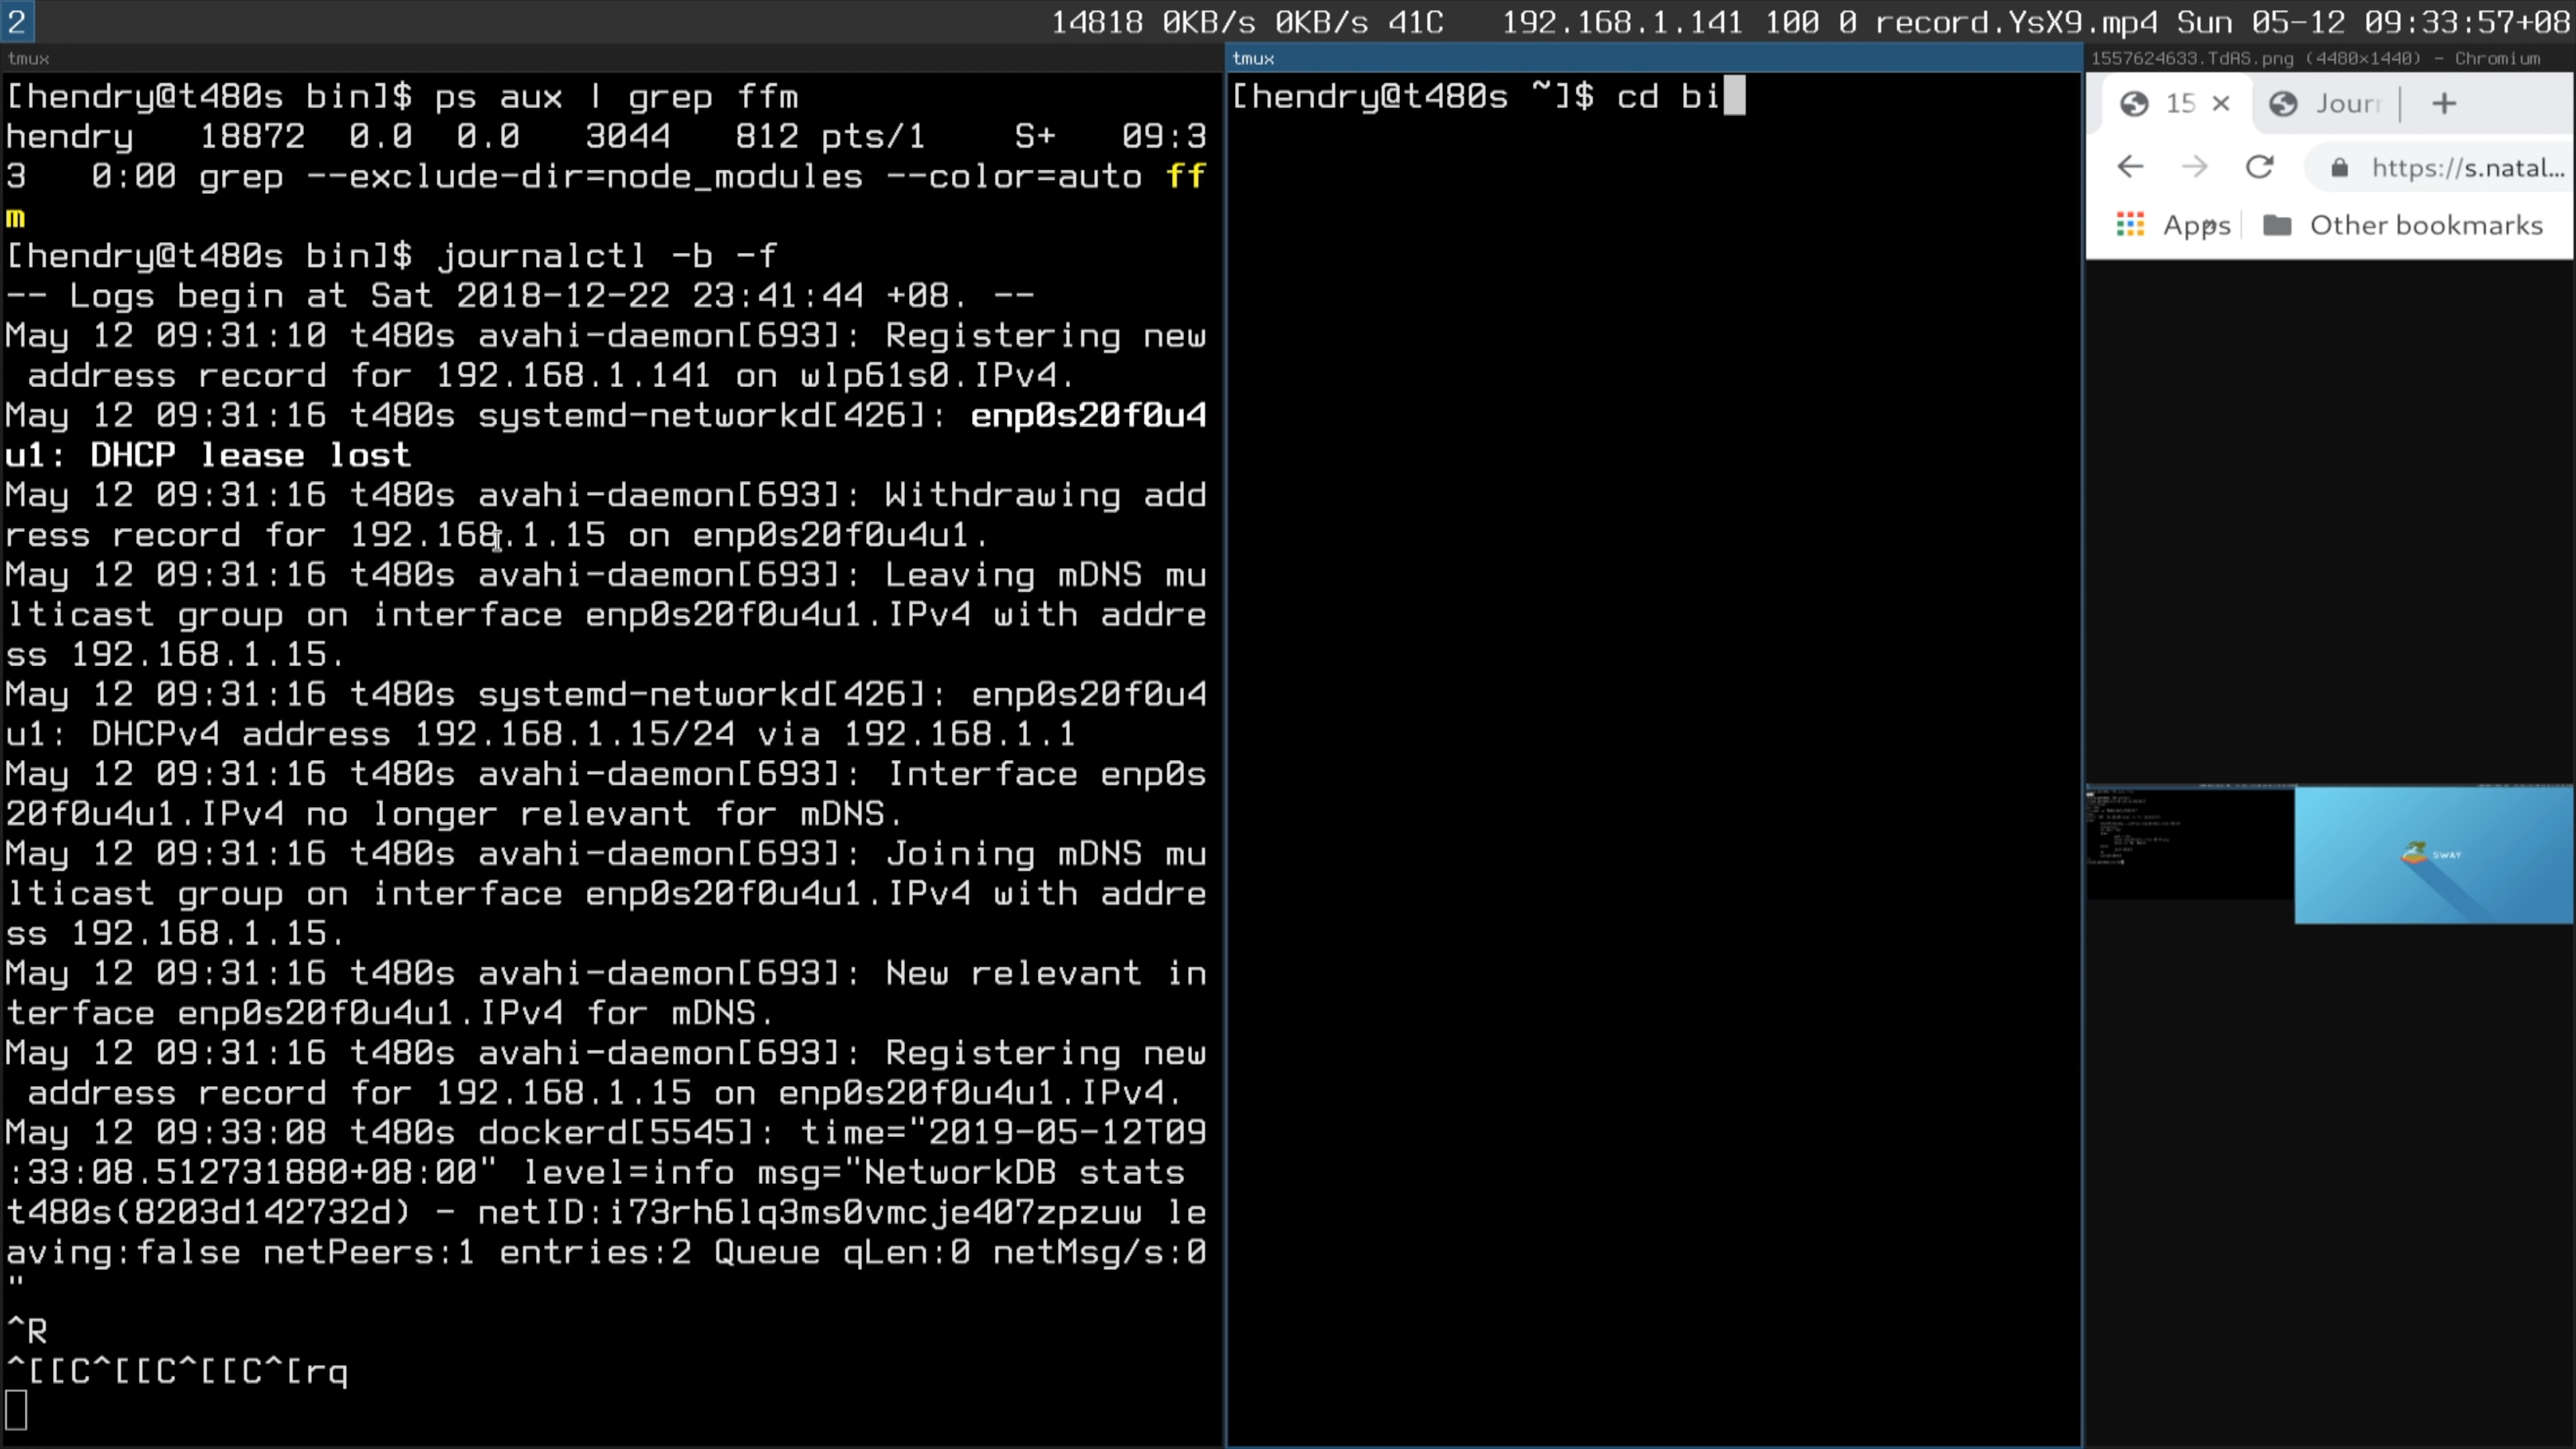 2
14818 0KB/s 0KB/s 41C 192.168.1.141 100 0 record.YsX9.mp4 Sun 05-12 09:33:57+08
tmux
[hendry@t480s bin]$ ps aux | grep ffm
hendry 18872 0.0 0.0 3044 812 pts/1 S+ 09:3
3 0:00 grep --exclude-dir=node_modules --color=auto ff
m
[hendry@t480s bin]$ journalctl -b -f
-- Logs begin at Sat 2018-12-22 23:41:44 +08. --
May 12 09:31:10 t480s avahi-daemon[693]: Registering new
address record for 192.168.1.141 on wlp61s0.IPv4.
May 12 09:31:16 t480s systemd-networkd[426]: enp0s20f0u4
u1: DHCP lease lost
May 12 09:31:16 t480s avahi-daemon[693]: Withdrawing add
ress record for 192.168.1.15 on enp0s20f0u4u1.
May 12 09:31:16 t480s avahi-daemon[693]: Leaving mDNS mu
lticast group on interface enp0s20f0u4u1.IPv4 with addre
ss 192.168.1.15.
May 12 09:31:16 t480s systemd-networkd[426]: enp0s20f0u4
u1: DHCPv4 address 192.168.1.15/24 via 192.168.1.1
May 12 09:31:16 t480s avahi-daemon[693]: Interface enp0s
20f0u4u1.IPv4 no longer relevant for mDNS.
May 12 09:31:16 t480s avahi-daemon[693]: Joining mDNS mu
lticast group on interface enp0s20f0u4u1.IPv4 with addre
ss 192.168.1.15.
May 12 09:31:16 t480s avahi-daemon[693]: New relevant in
terface enp0s20f0u4u1.IPv4 for mDNS.
May 12 09:31:16 t480s avahi-daemon[693]: Registering new
address record for 192.168.1.15 on enp0s20f0u4u1.IPv4.
May 12 09:33:08 t480s dockerd[5545]: time="2019-05-12T09
:33:08.512731880+08:00" level=info msg="NetworkDB stats
t480s(8203d142732d) - netID:i73rh6lq3ms0vmcje407zpzuw le
aving:false netPeers:1 entries:2 Queue qLen:0 netMsg/s:0
"
^R
^[[C^[[C^[[C^[rq
tmux
[hendry@t480s ~]$ cd bi
1557624633.TdAS.png (4480×1440) - Chromium
15
Jour
https://s.natal...
Apps
Other bookmarks
SWAY